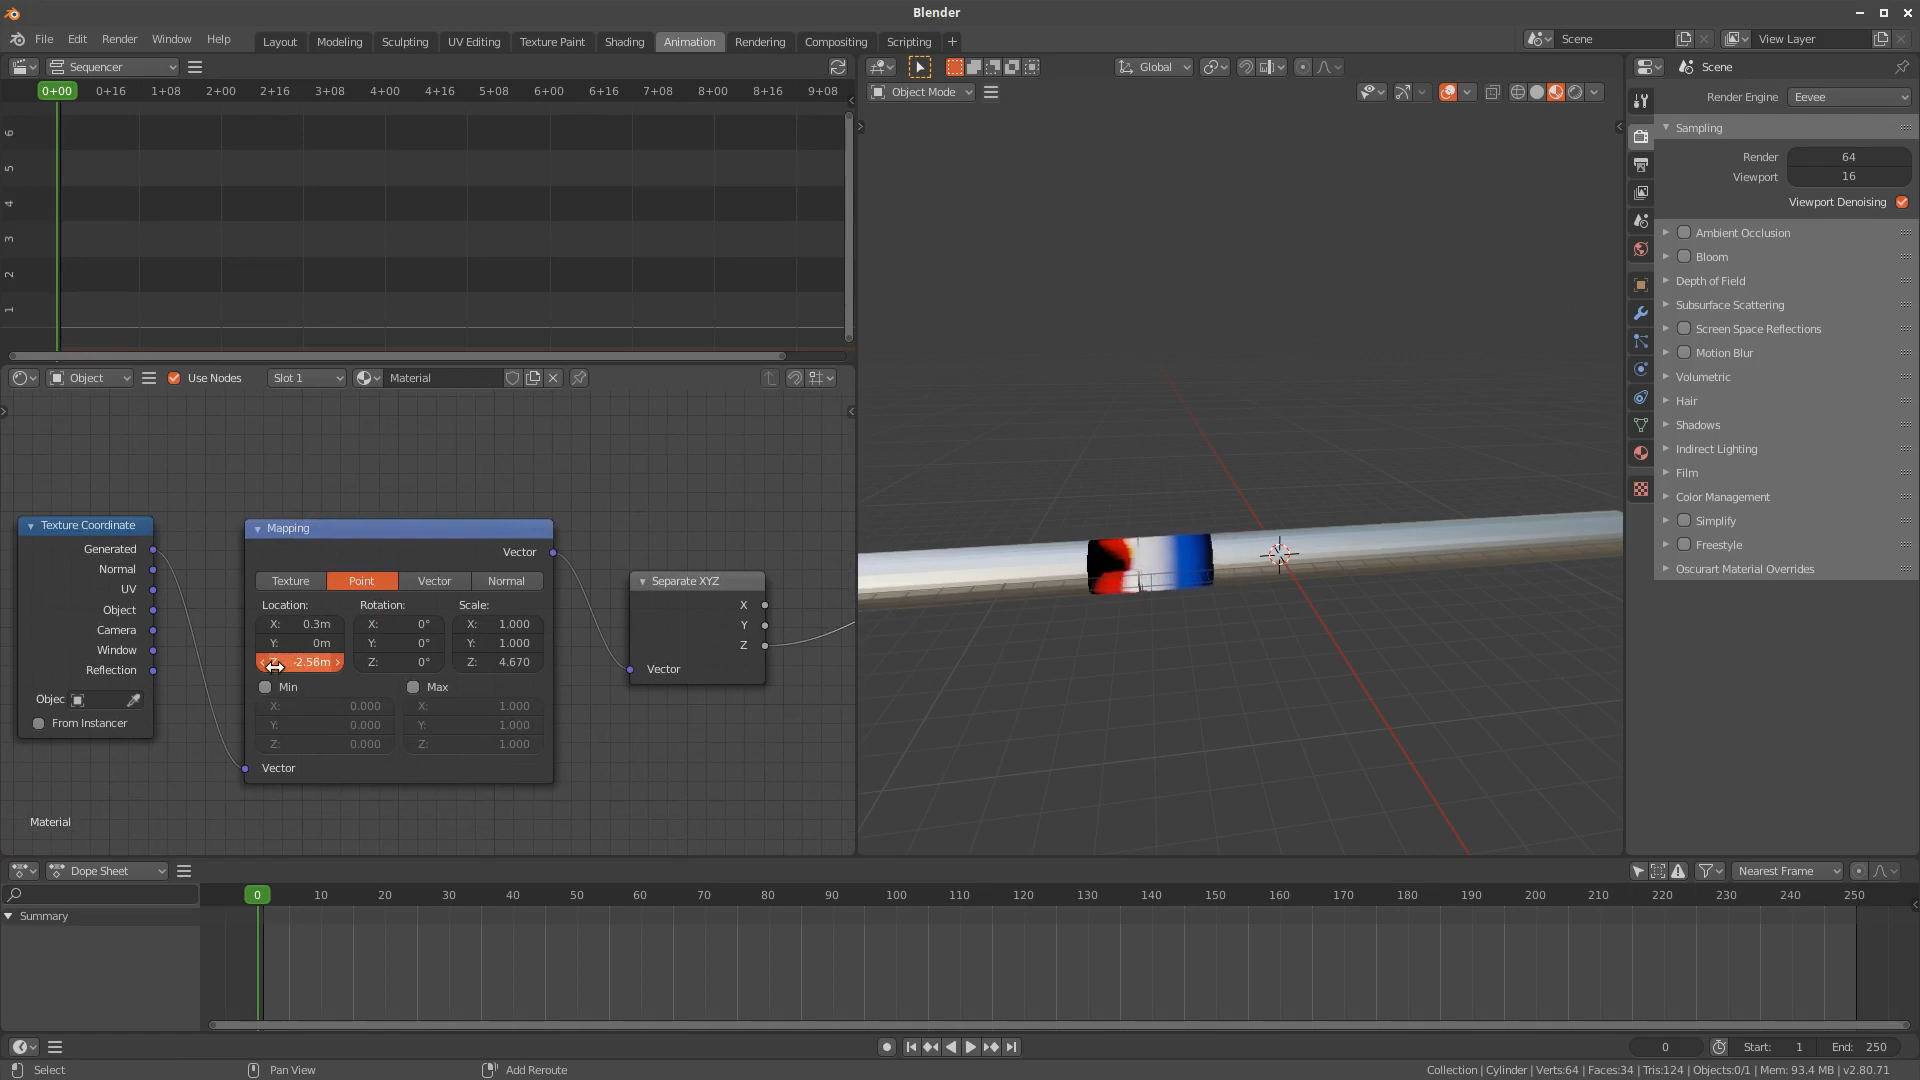 Blender
File Edit Render Window Help Layout Modeling Sculpting UV Editing Texture Paint Shading Animation Rendering Compositing Scripting + Scene View Layer
Sequencer Global Scene
0+00 0+16 1+08 2+00 2+16 3+08 4+00 4+16 5+08 6+00 6+16 7+08 8+00 8+16 9+08
Object Mode
Render Engine Eevee
Sampling
Render 64
Viewport 16
Viewport Denoising
Ambient Occlusion
Bloom
Depth of Field
Subsurface Scattering
Screen Space Reflections
Motion Blur
Volumetric
Hair
Shadows
Indirect Lighting
Film
Color Management
Simplify
Freestyle
Oscurart Material Overrides
6
5
4
3
2
1
Object Use Nodes Slot 1 Material
Texture Coordinate
Generated
Normal
UV
Object
Camera
Window
Reflection
Objec
From Instancer
Mapping
Vector
Texture Point Vector Normal
Location: Rotation: Scale:
X: 0.3m X: 0° X: 1.000
Y: 0m Y: 0° Y: 1.000
-2.56m Z: 0° Z: 4.670
Min Max
X: 0.000 X: 1.000
Y: 0.000 Y: 1.000
Z: 0.000 Z: 1.000
Vector
Separate XYZ
X
Y
Z
Vector
Material
Dope Sheet Nearest Frame
0 10 20 30 40 50 60 70 80 90 100 110 120 130 140 150 160 170 180 190 200 210 220 230 240 250
Summary
0 Start: 1 End: 250
Select Pan View Add Reroute Collection | Cylinder | Verts:64 | Faces:34 | Tris:124 | Objects:0/1 | Mem: 93.4 MB | v2.80.71